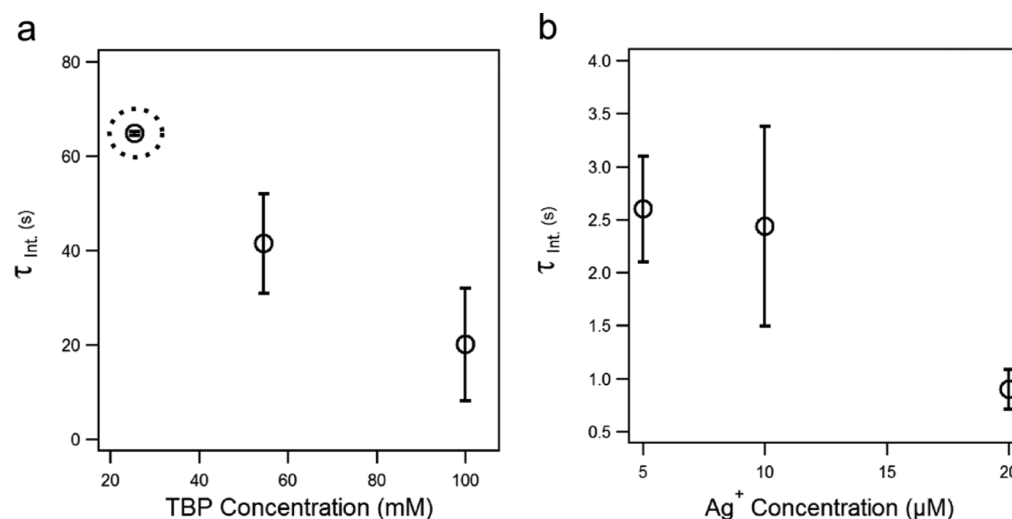 a
80
60
40
20
0
τ Int. (s)
20 40 60 80 100
TBP Concentration (mM)
b
4.0
3.5
3.0
2.5
2.0
1.5
1.0
0.5
τ Int. (s)
5 10 15 20
Ag⁺ Concentration (µM)